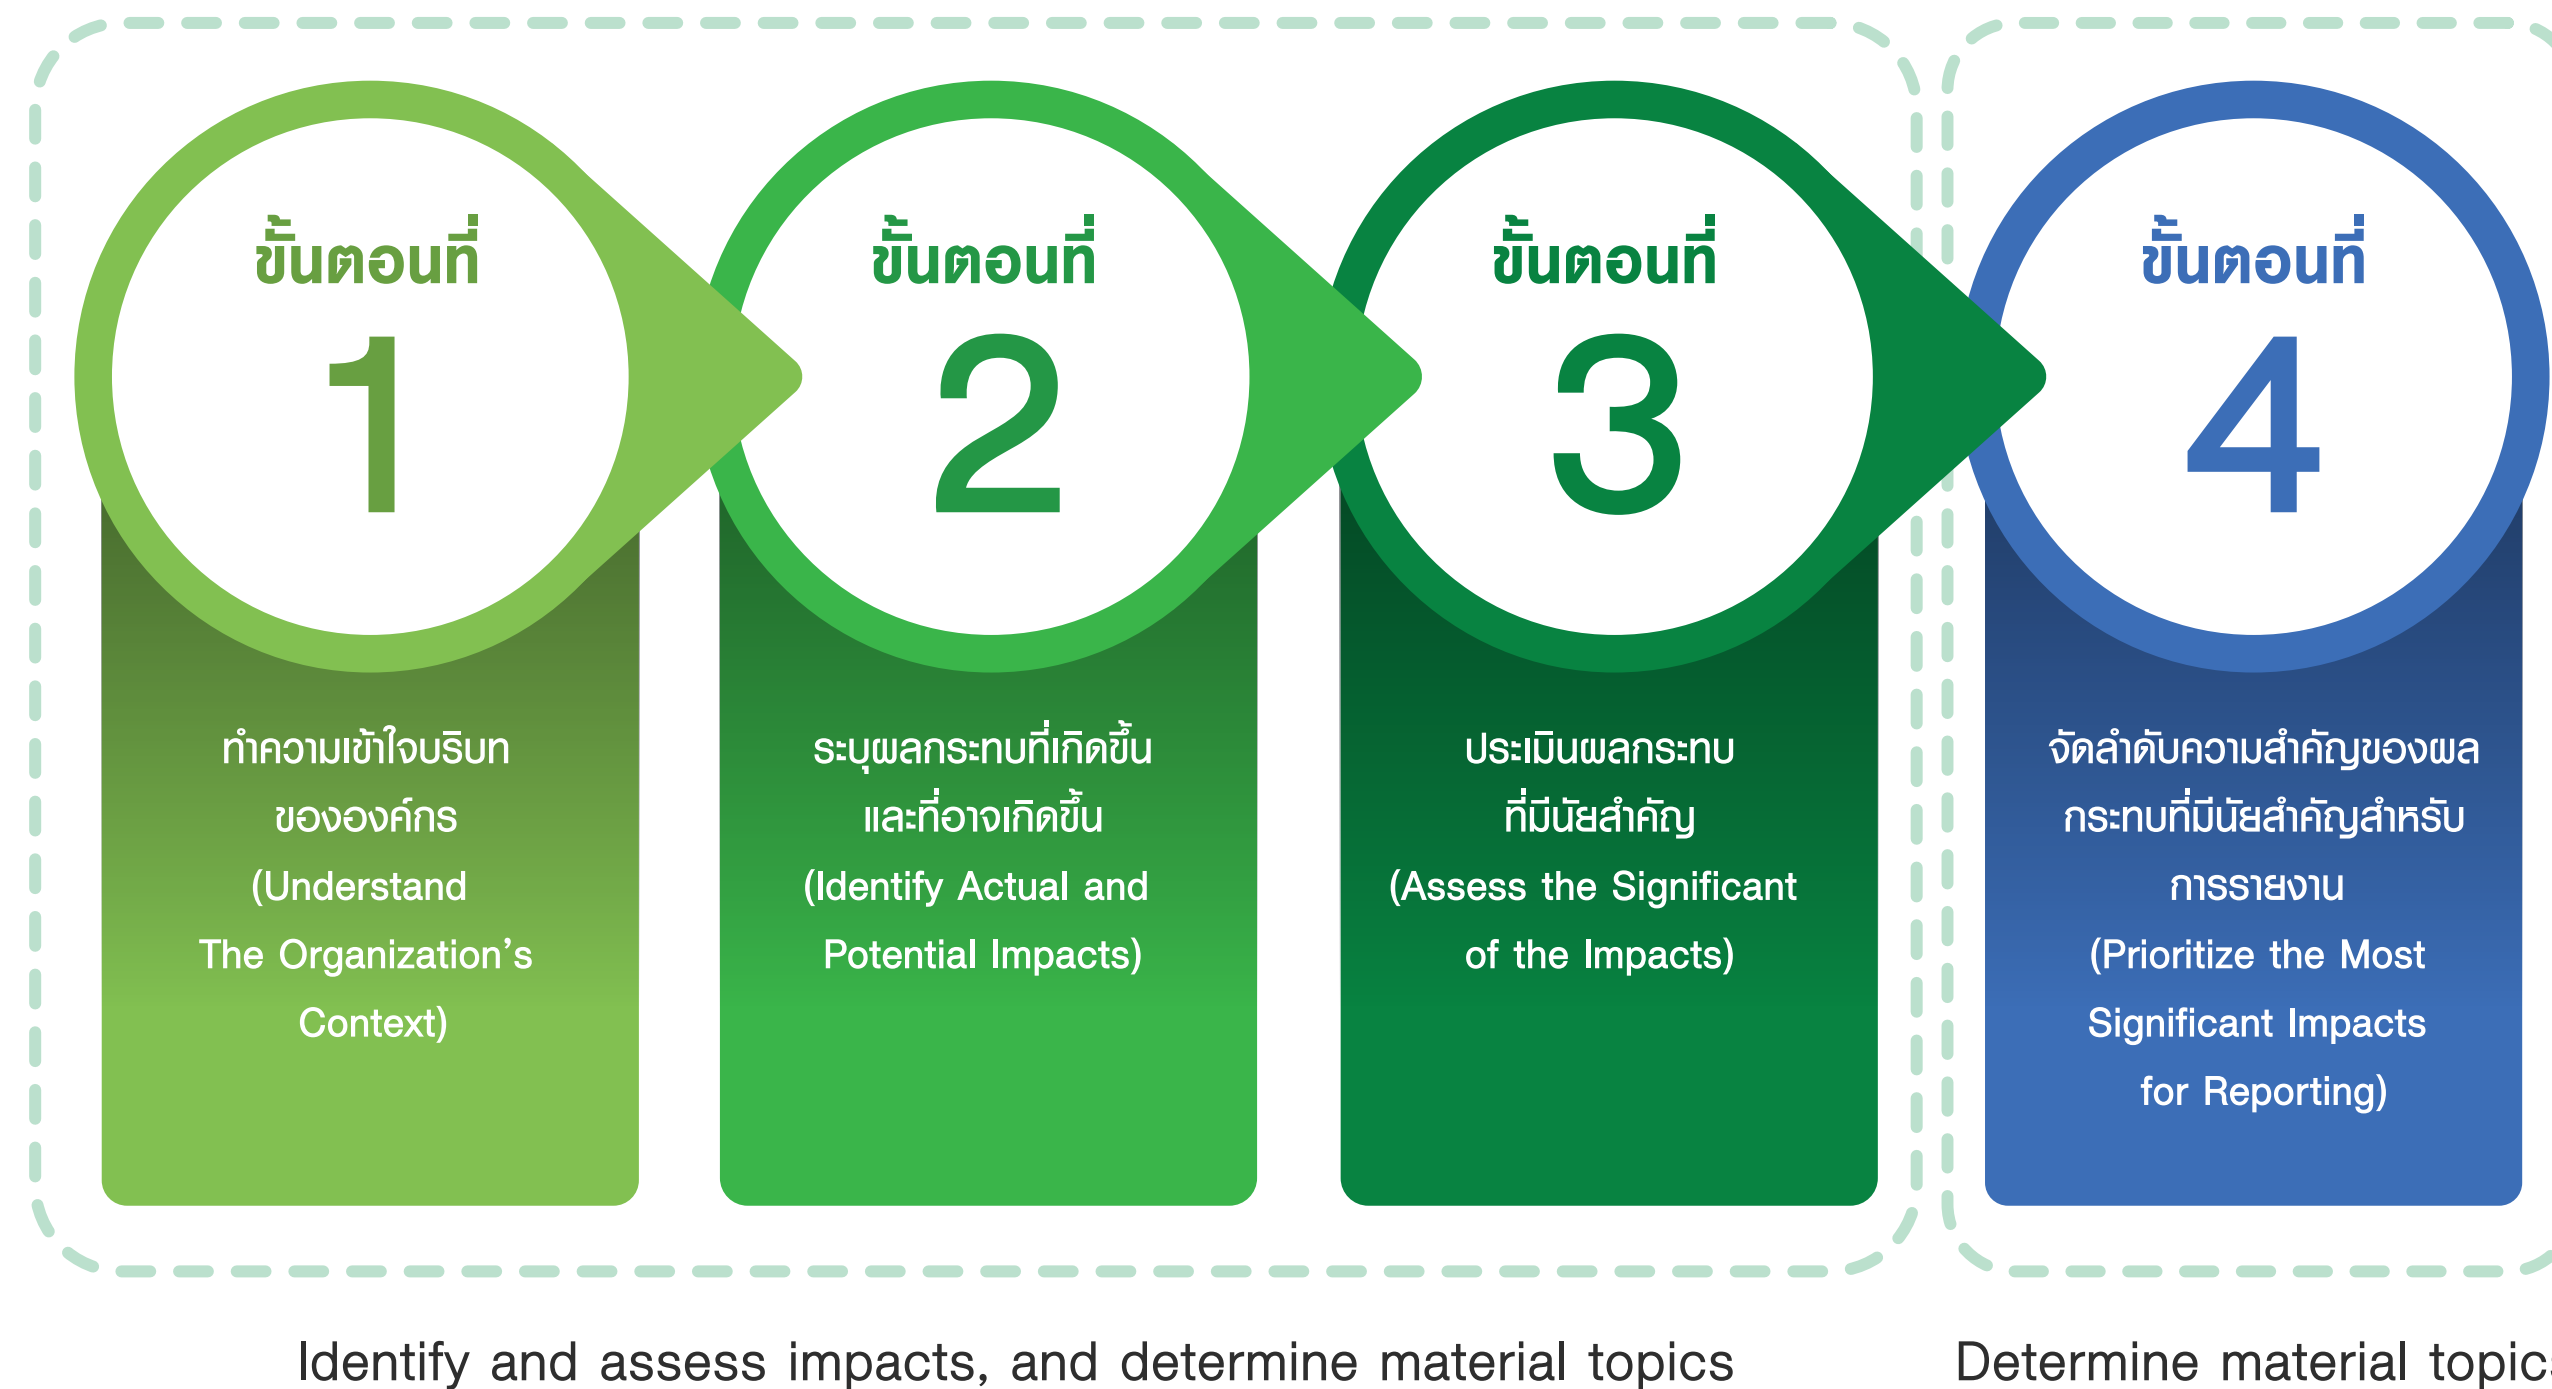 ขั้นตอนที่
1
ทำความเข้าใจบริบท
ขององค์กร
(Understand
The Organization's
Context)
ขั้นตอนที่
2
ระบุผลกระทบที่เกิดขึ้น
และที่อาจเกิดขึ้น
(Identify Actual and
Potential Impacts)
ขั้นตอนที่
3
ประเมินผลกระทบ
ที่มีนัยสำคัญ
(Assess the Significant
of the Impacts)
ขั้นตอนที่
4
จัดลำดับความสำคัญของผล
กระทบที่มีนัยสำคัญสำหรับ
การรายงาน
(Prioritize the Most
Significant Impacts
for Reporting)
Identify and assess impacts, and determine material topics
Determine material topics